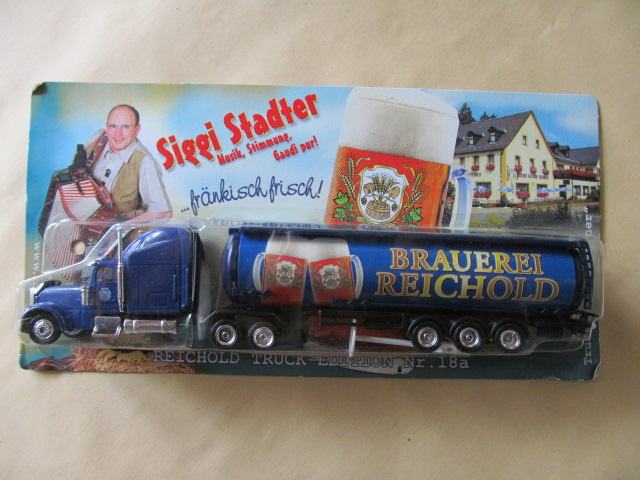 Siggi Stadter
Musik, Stimmung,
Gaudi pur!
...fränkisch frisch!
BRAUEREI
REICHOLD
REICHOLD TRUCK-EDITION Nr.18a